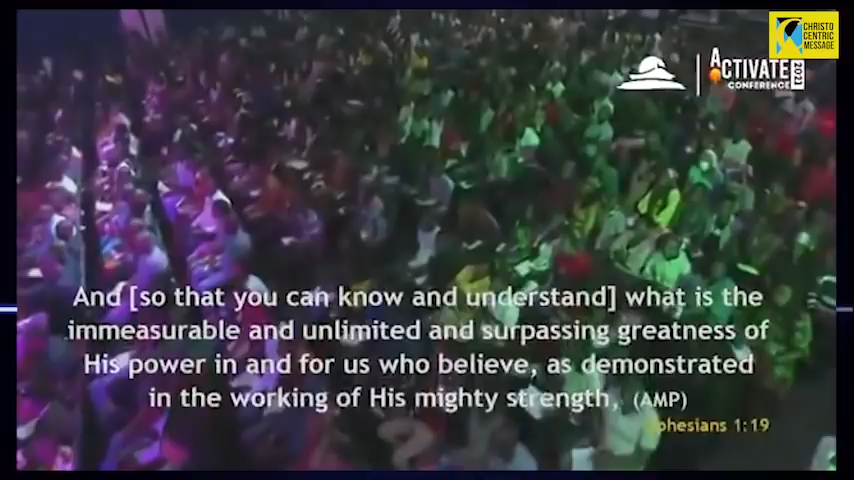 CHRISTO
CENTRIC
MESSAGE
ACTIVATE
CONFERENCE
And [so that you can know and understand] what is the
immeasurable and unlimited and surpassing greatness of
His power in and for us who believe, as demonstrated
in the working of His mighty strength, (AMP)
Ephesians 1:19